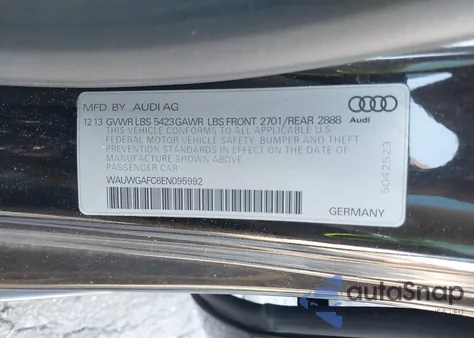 MFD. BY .AUDI AG
Audi
12.13 GVWR LBS 5423GAWR LBS FRONT 2701/REAR 2888
THIS VEHICLE CONFORMS TO ALL APPLICABLE U.S.
FEDERAL MOTOR VEHICLE SAFETY, BUMPER, AND THEFT
PREVENTION STANDARDS IN EFFECT ON THE DATE OF
MANUFACTURE SHOWN ABOVE.
PASSENGER CAR
WAUWGAFC6EN095992
GERMANY
5042523
autoSnap